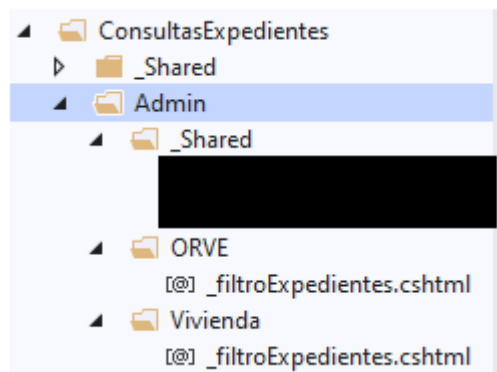 ConsultasExpedientes
_Shared
Admin
_Shared
ORVE
[@] _filtroExpedientes.cshtml
Vivienda
[@] _filtroExpedientes.cshtml